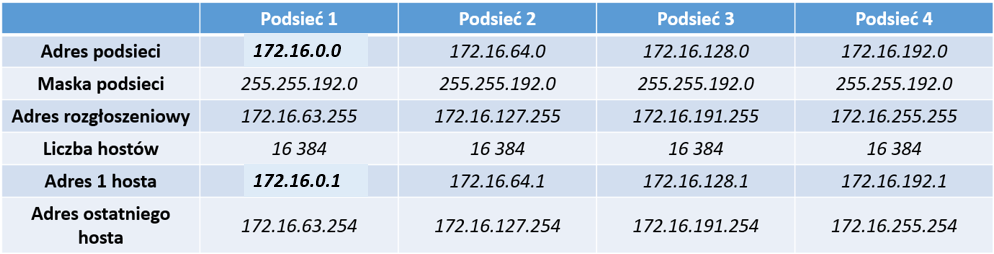 Podsieć 1 Podsieć 2 Podsieć 3 Podsieć 4
Adres podsieci 172.16.0.0 172.16.64.0 172.16.128.0 172.16.192.0
Maska podsieci 255.255.192.0 255.255.192.0 255.255.192.0 255.255.192.0
Adres rozgłoszeniowy 172.16.63.255 172.16.127.255 172.16.191.255 172.16.255.255
Liczba hostów 16 384 16 384 16 384 16 384
Adres 1 hosta 172.16.0.1 172.16.64.1 172.16.128.1 172.16.192.1
Adres ostatniego
hosta 172.16.63.254 172.16.127.254 172.16.191.254 172.16.255.254